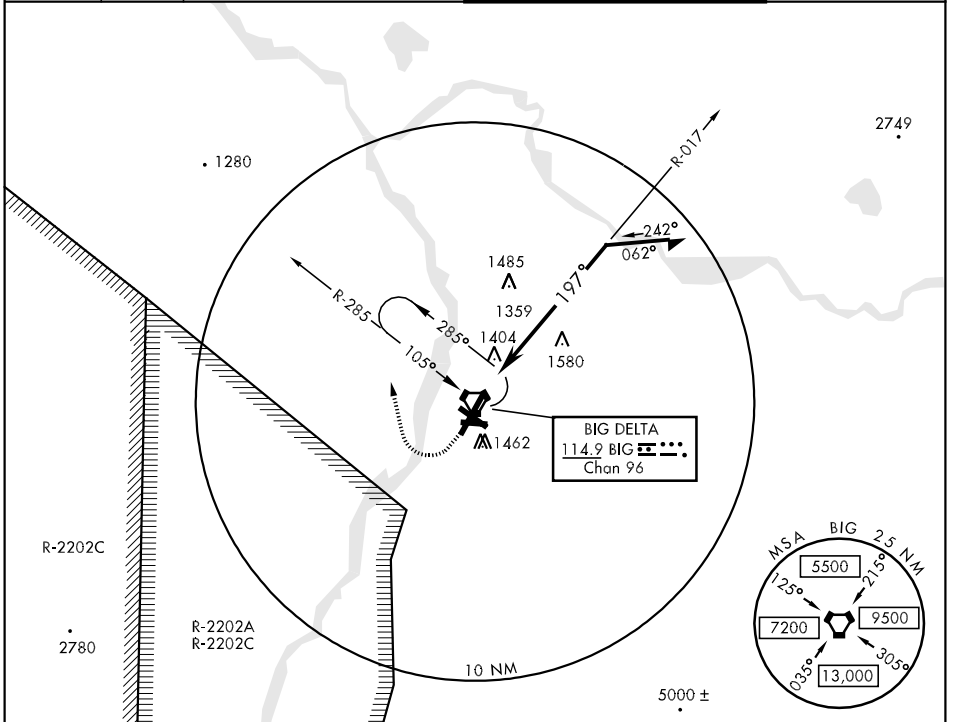 2749
1280
R-017
242°
062°
1485
197°
R-285
1359
285°
1404
105°
1580
1462
BIG DELTA
114.9 BIG
Chan 96
R-2202C
2780
R-2202A
R-2202C
10 NM
5000 ±
MSA BIG 25 NM
5500
125°
215°
7200
9500
035°
305°
13,000